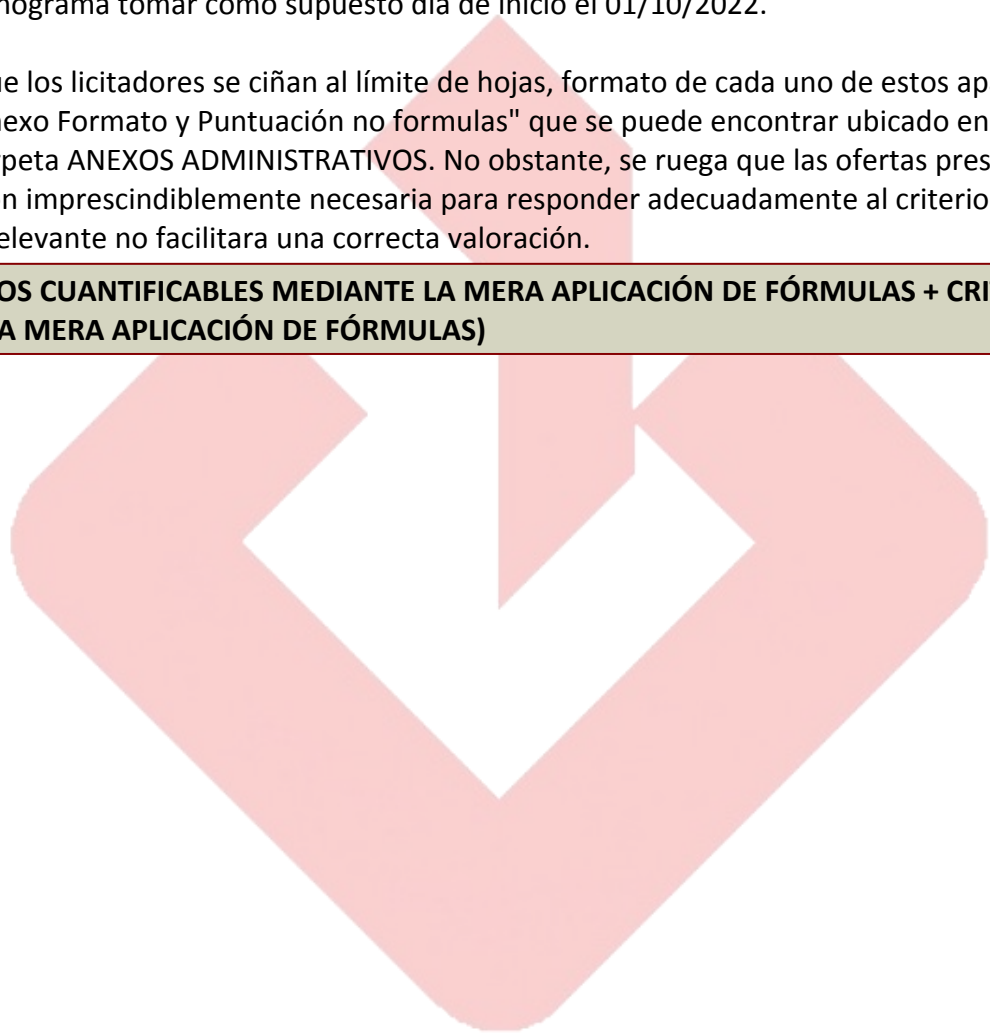 nograma tomar como supuesto día de inicio el 01/10/2022.
ue los licitadores se ciñan al límite de hojas, formato de cada uno de estos ap
nexo Formato y Puntuación no formulas" que se puede encontrar ubicado en
rpeta ANEXOS ADMINISTRATIVOS. No obstante, se ruega que las ofertas pres
n imprescindiblemente necesaria para responder adecuadamente al criterio
relevante no facilitara una correcta valoración.
OS CUANTIFICABLES MEDIANTE LA MERA APLICACIÓN DE FÓRMULAS + CRI
A MERA APLICACIÓN DE FÓRMULAS)